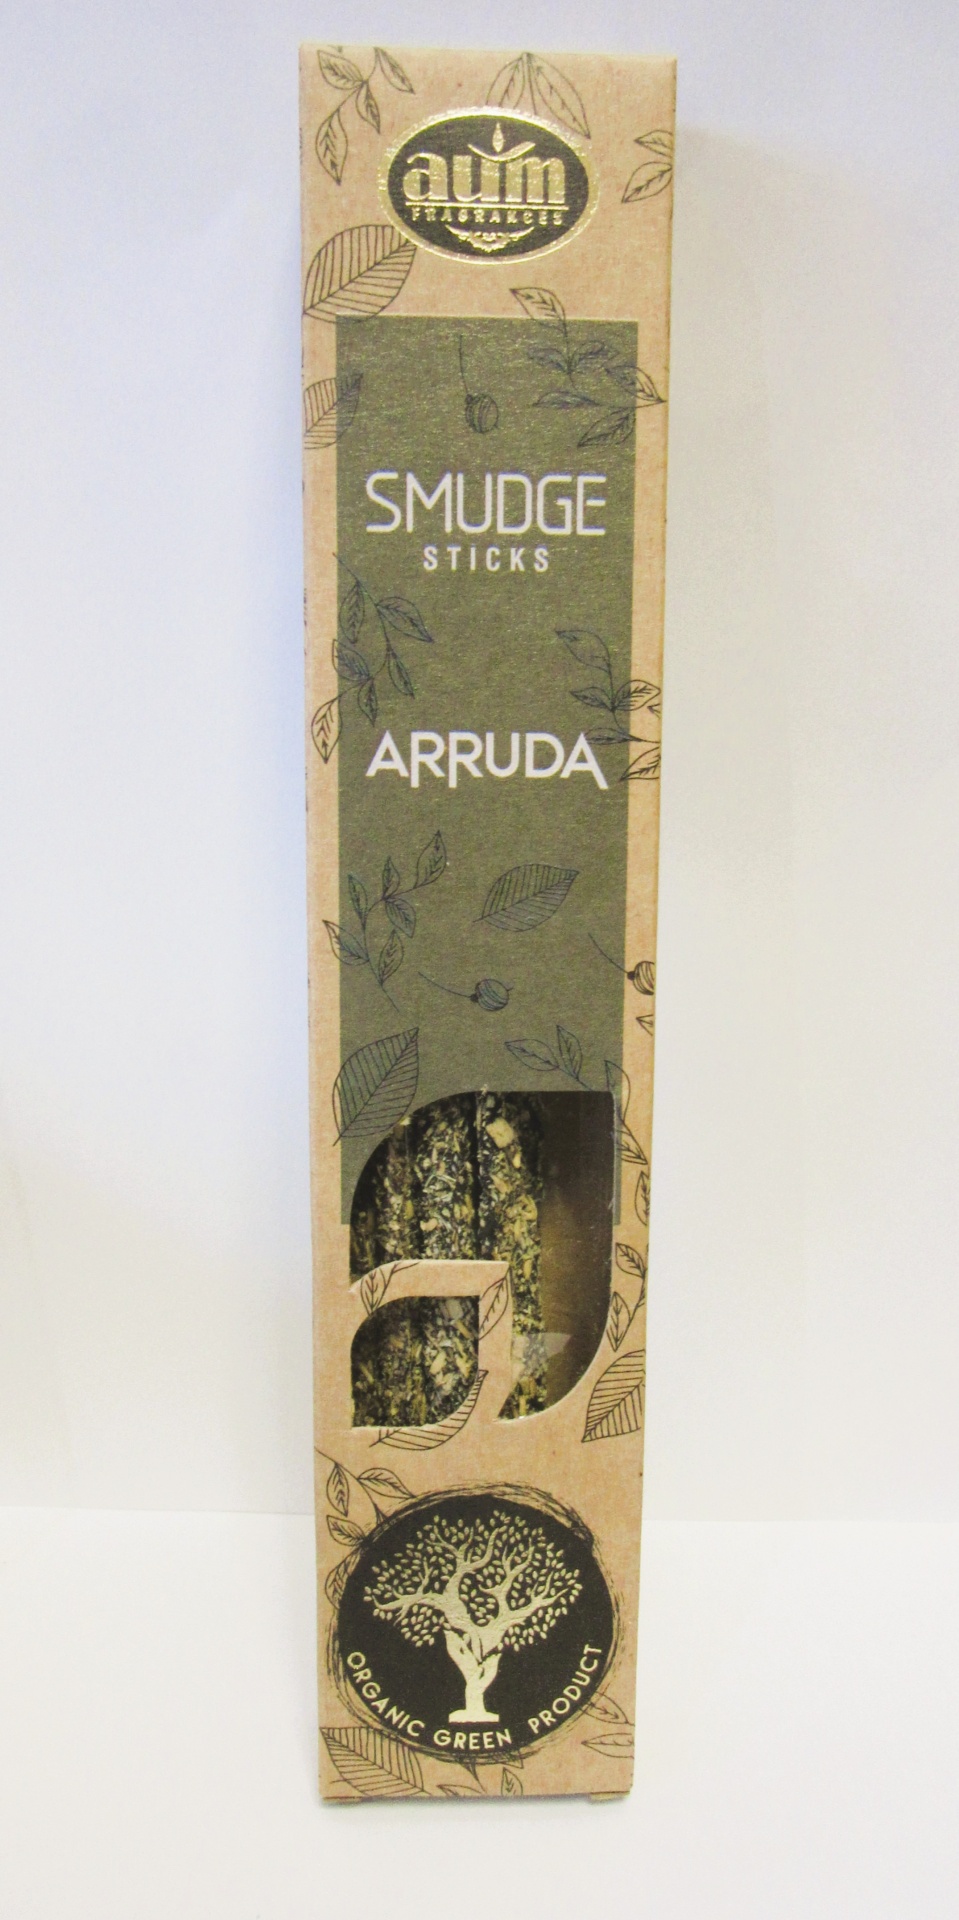 aum
FRAGRANCES
SMUDGE
STICKS
ARRUDA
ORGANIC GREEN PRODUCT